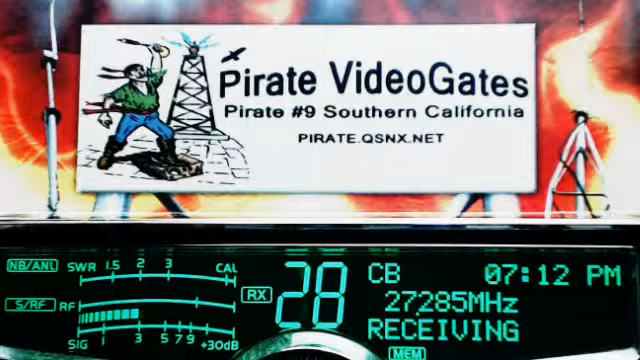 Pirate VideoGates
Pirate #9 Southern California
PIRATE.QSNX.NET
NB/ANL SWR 1.5 2 3 CAL
S/RF RF
SIG 1 3 5 7 9 +30dB
RX 28
CB 07:12 PM
27285MHz
RECEIVING
MEM